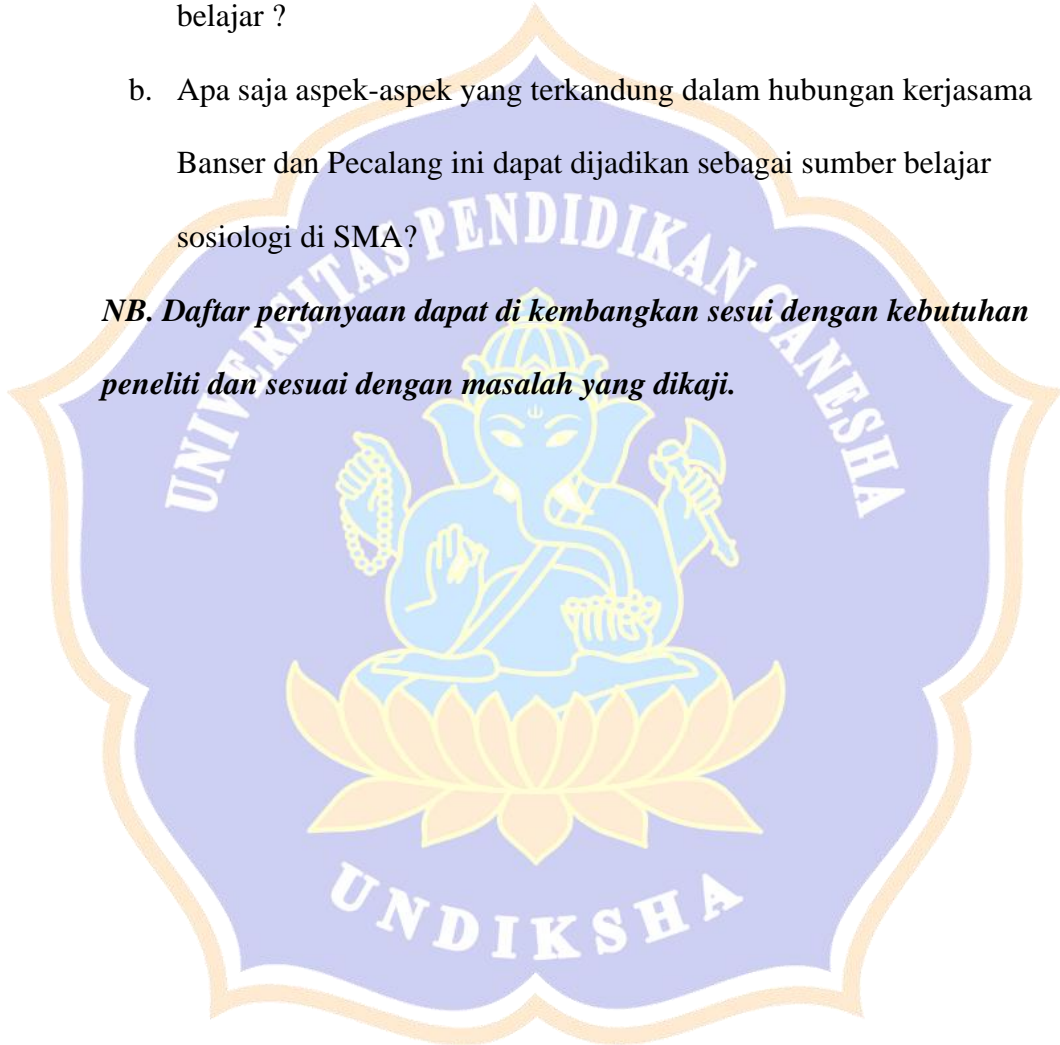 belajar ?
b. Apa saja aspek-aspek yang terkandung dalam hubungan kerjasama
Banser dan Pecalang ini dapat dijadikan sebagai sumber belajar
sosiologi di SMA?
NB. Daftar pertanyaan dapat di kembangkan sesui dengan kebutuhan
peneliti dan sesuai dengan masalah yang dikaji.
UNIVERSITAS PENDIDIKAN GANESHA
UNDIKSHA